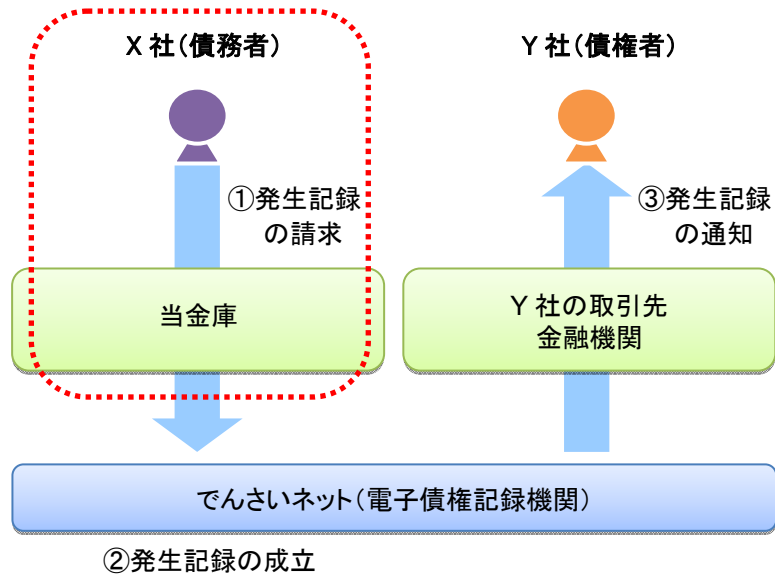 X 社(債務者)
Y 社(債権者)
①発生記録
の請求
③発生記録
の通知
当金庫
Y 社の取引先
金融機関
でんさいネット(電子債権記録機関)
②発生記録の成立